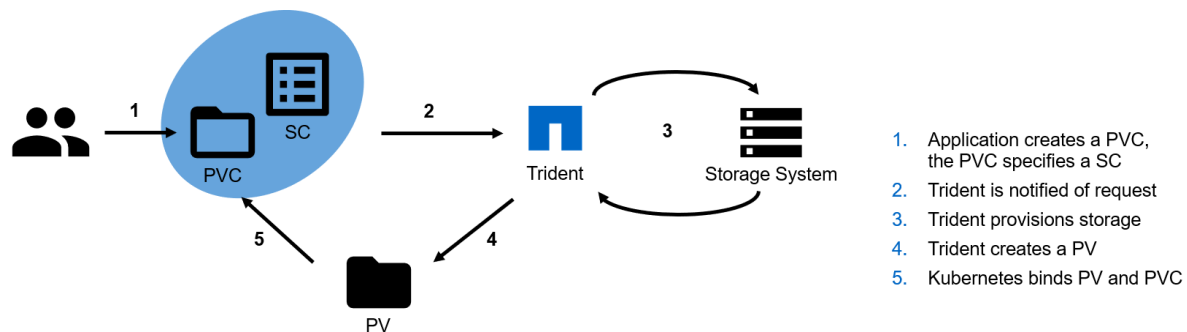 1
SC
PVC
2
Trident
3
Storage System
5
4
PV
1. Application creates a PVC,
the PVC specifies a SC
2. Trident is notified of request
3. Trident provisions storage
4. Trident creates a PV
5. Kubernetes binds PV and PVC